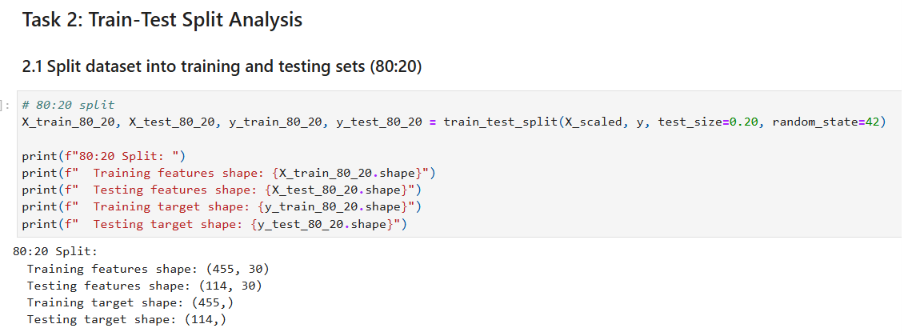 Task 2: Train-Test Split Analysis
2.1 Split dataset into training and testing sets (80:20)
]: # 80:20 split
X_train_80_20, X_test_80_20, y_train_80_20, y_test_80_20 = train_test_split(X_scaled, y, test_size=0.20, random_state=42)
print(f"80:20 Split: ")
print(f"  Training features shape: {X_train_80_20.shape}")
print(f"  Testing features shape: {X_test_80_20.shape}")
print(f"  Training target shape: {y_train_80_20.shape}")
print(f"  Testing target shape: {y_test_80_20.shape}")
80:20 Split:
  Training features shape: (455, 30)
  Testing features shape: (114, 30)
  Training target shape: (455,)
  Testing target shape: (114,)